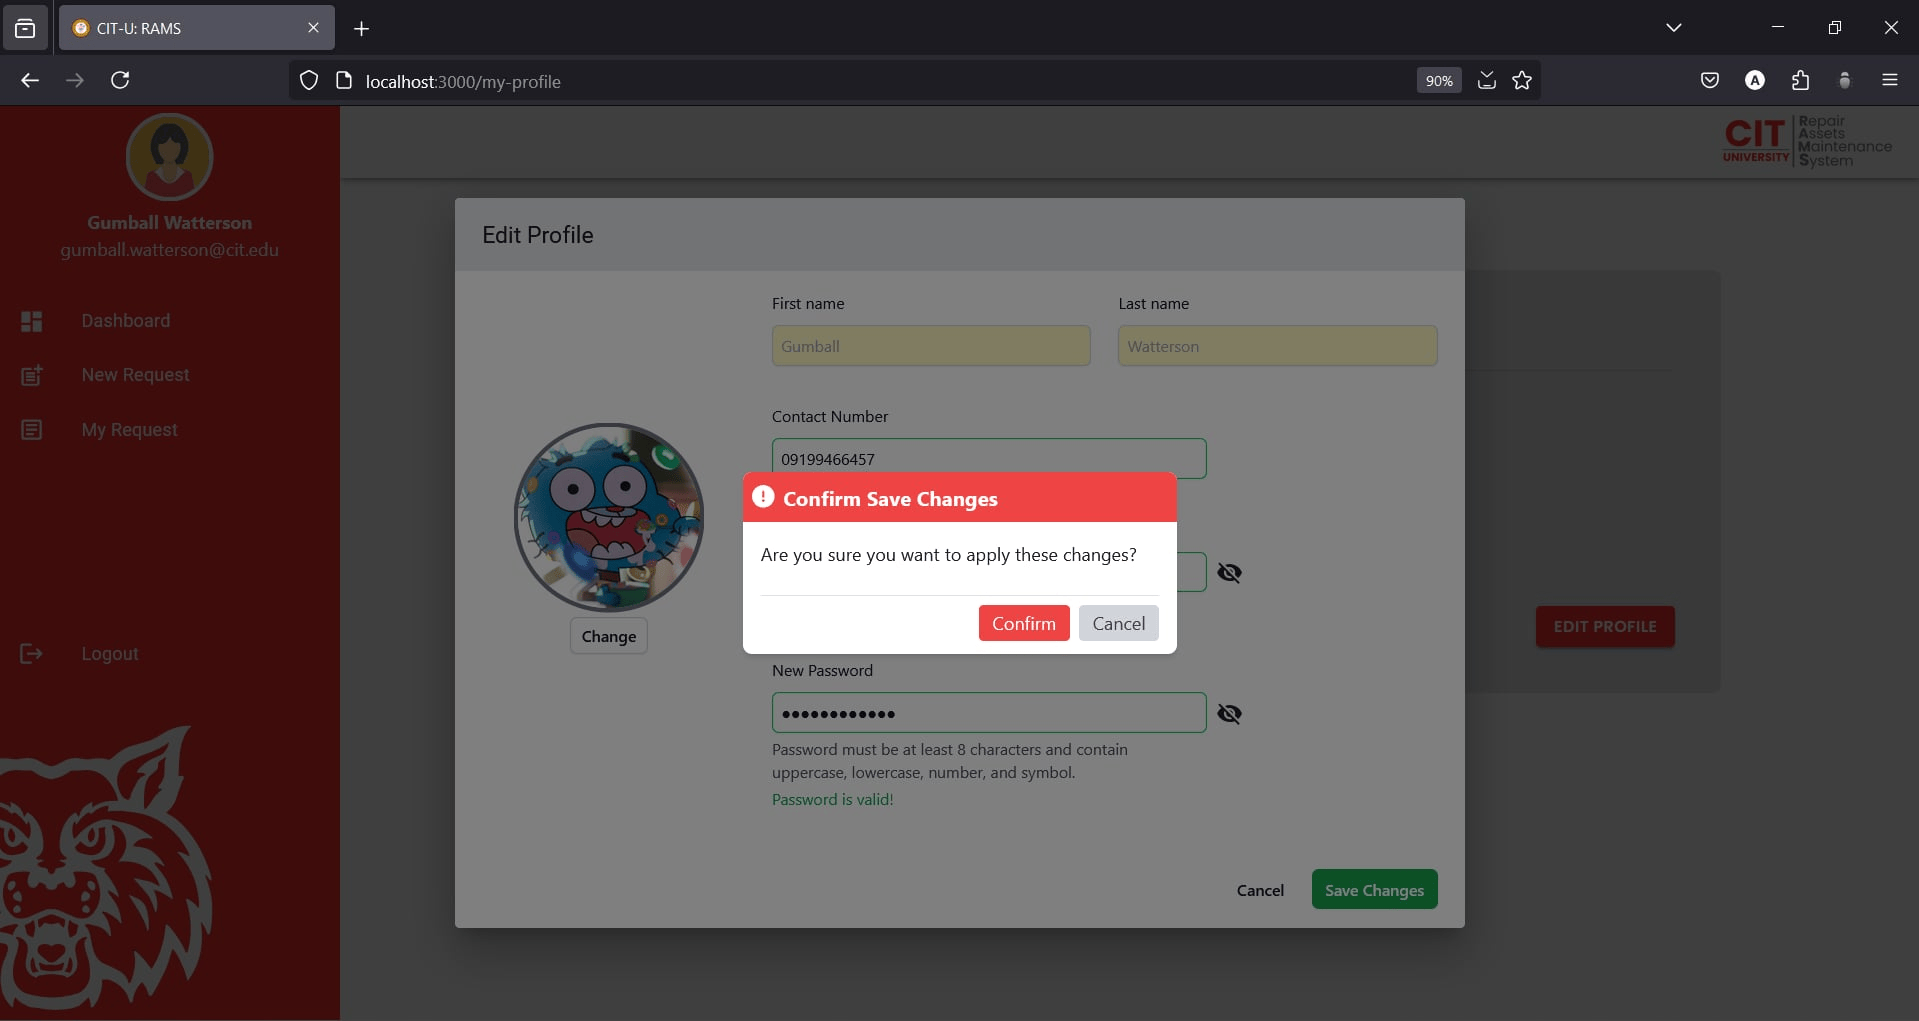 CIT-U: RAMS
localhost:3000/my-profile
90%
A
CIT
UNIVERSITY
Repair
Assets
Maintenance
System
Gumball Watterson
gumball.watterson@cit.edu
Dashboard
New Request
My Request
Logout
Edit Profile
First name
Last name
Gumball
Watterson
Contact Number
09199466457
Confirm Save Changes
Are you sure you want to apply these changes?
Confirm
Cancel
Change
EDIT PROFILE
New Password
••••••••••••
Password must be at least 8 characters and contain
uppercase, lowercase, number, and symbol.
Password is valid!
Cancel
Save Changes